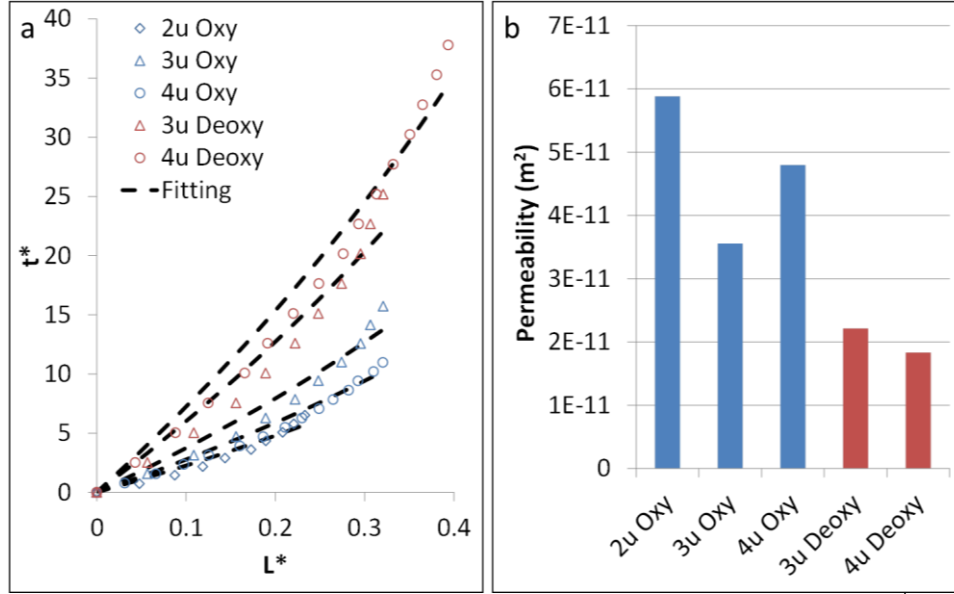 a
40
35
30
25
20
15
10
5
0
t*
2u Oxy
3u Oxy
4u Oxy
3u Deoxy
4u Deoxy
Fitting
0 0.1 0.2 0.3 0.4
L*
b
7E-11
6E-11
5E-11
4E-11
3E-11
2E-11
1E-11
0
Permeability (m²)
2u Oxy
3u Oxy
4u Oxy
3u Deoxy
4u Deoxy